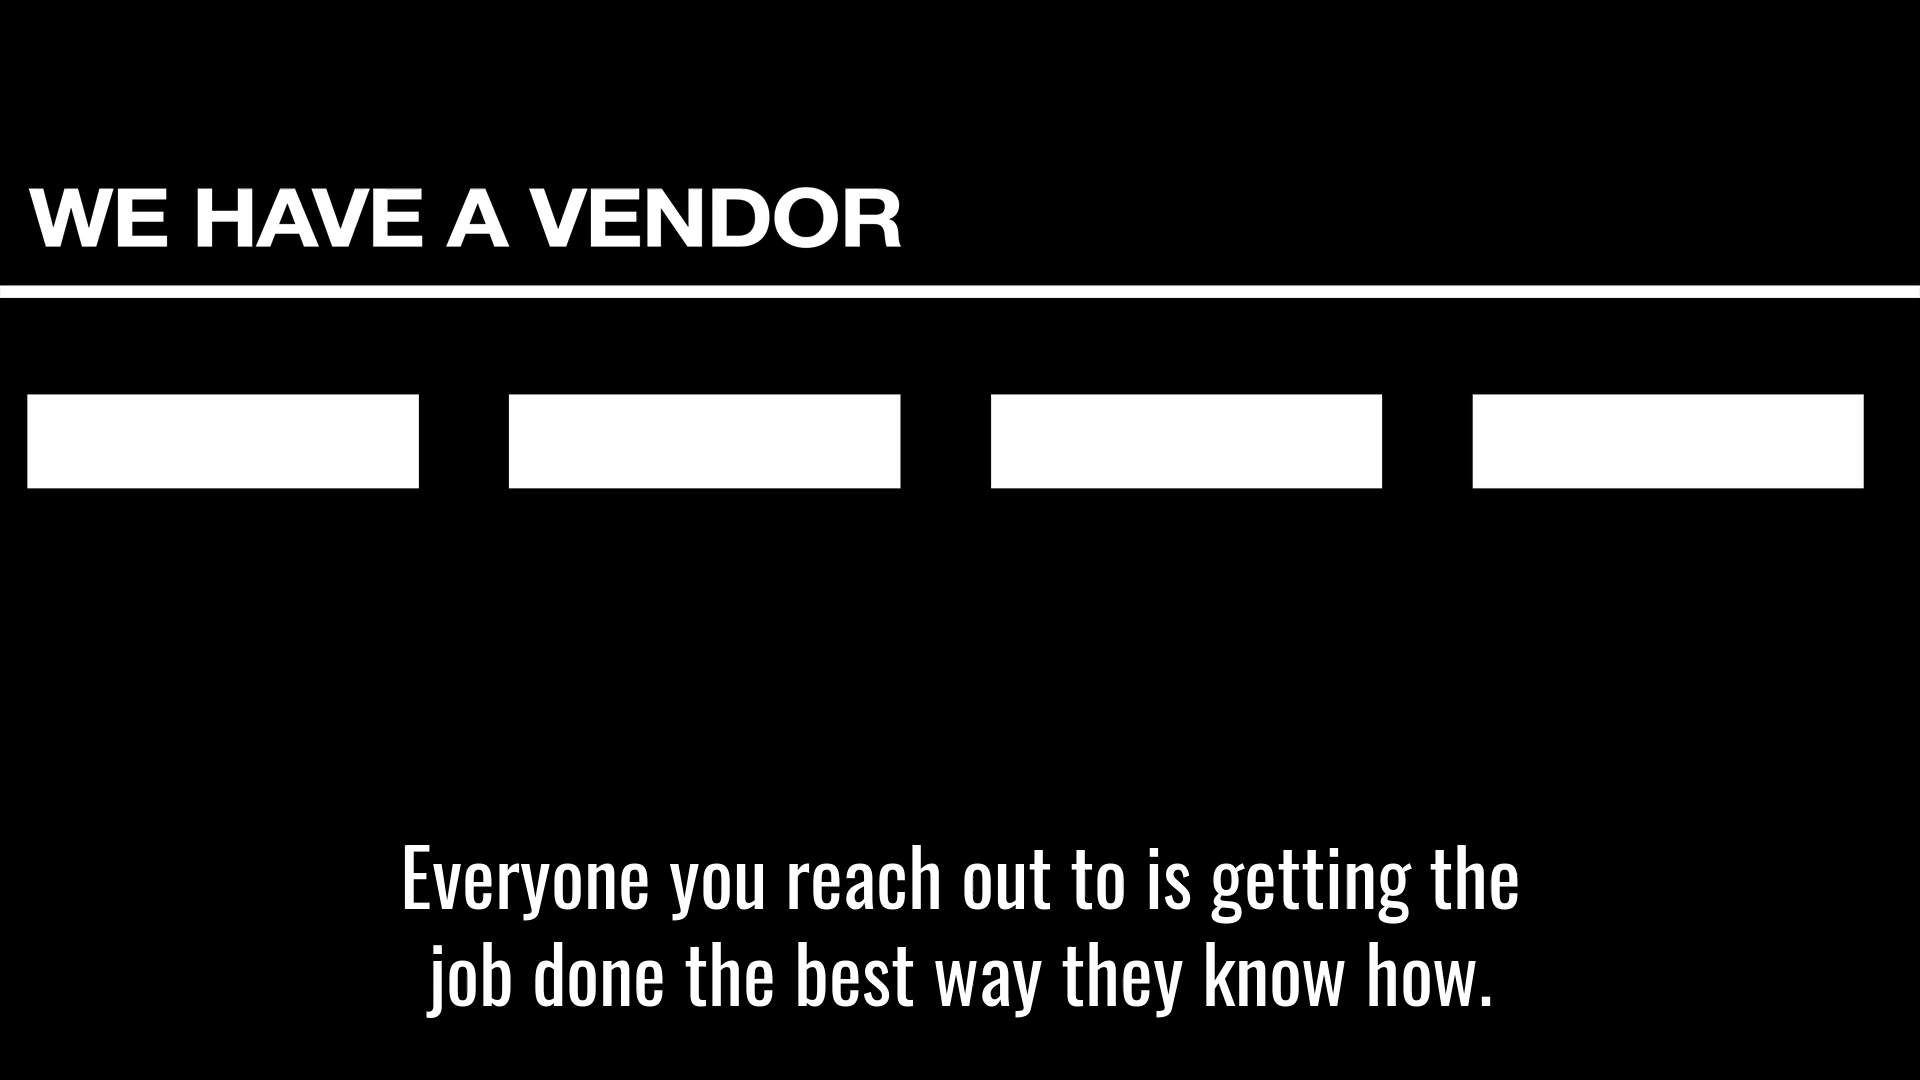 WE HAVE A VENDOR
Everyone you reach out to is getting the
job done the best way they know how.